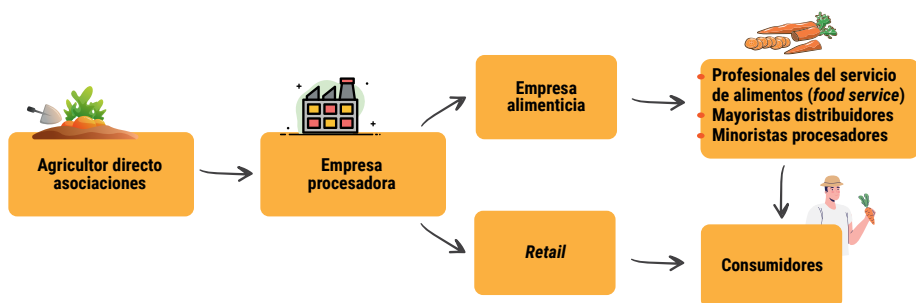 Agricultor directo
asociaciones
Empresa
procesadora
Empresa
alimenticia
Profesionales del servicio
de alimentos (food service)
Mayoristas distribuidores
Minoristas procesadores
Retail
Consumidores